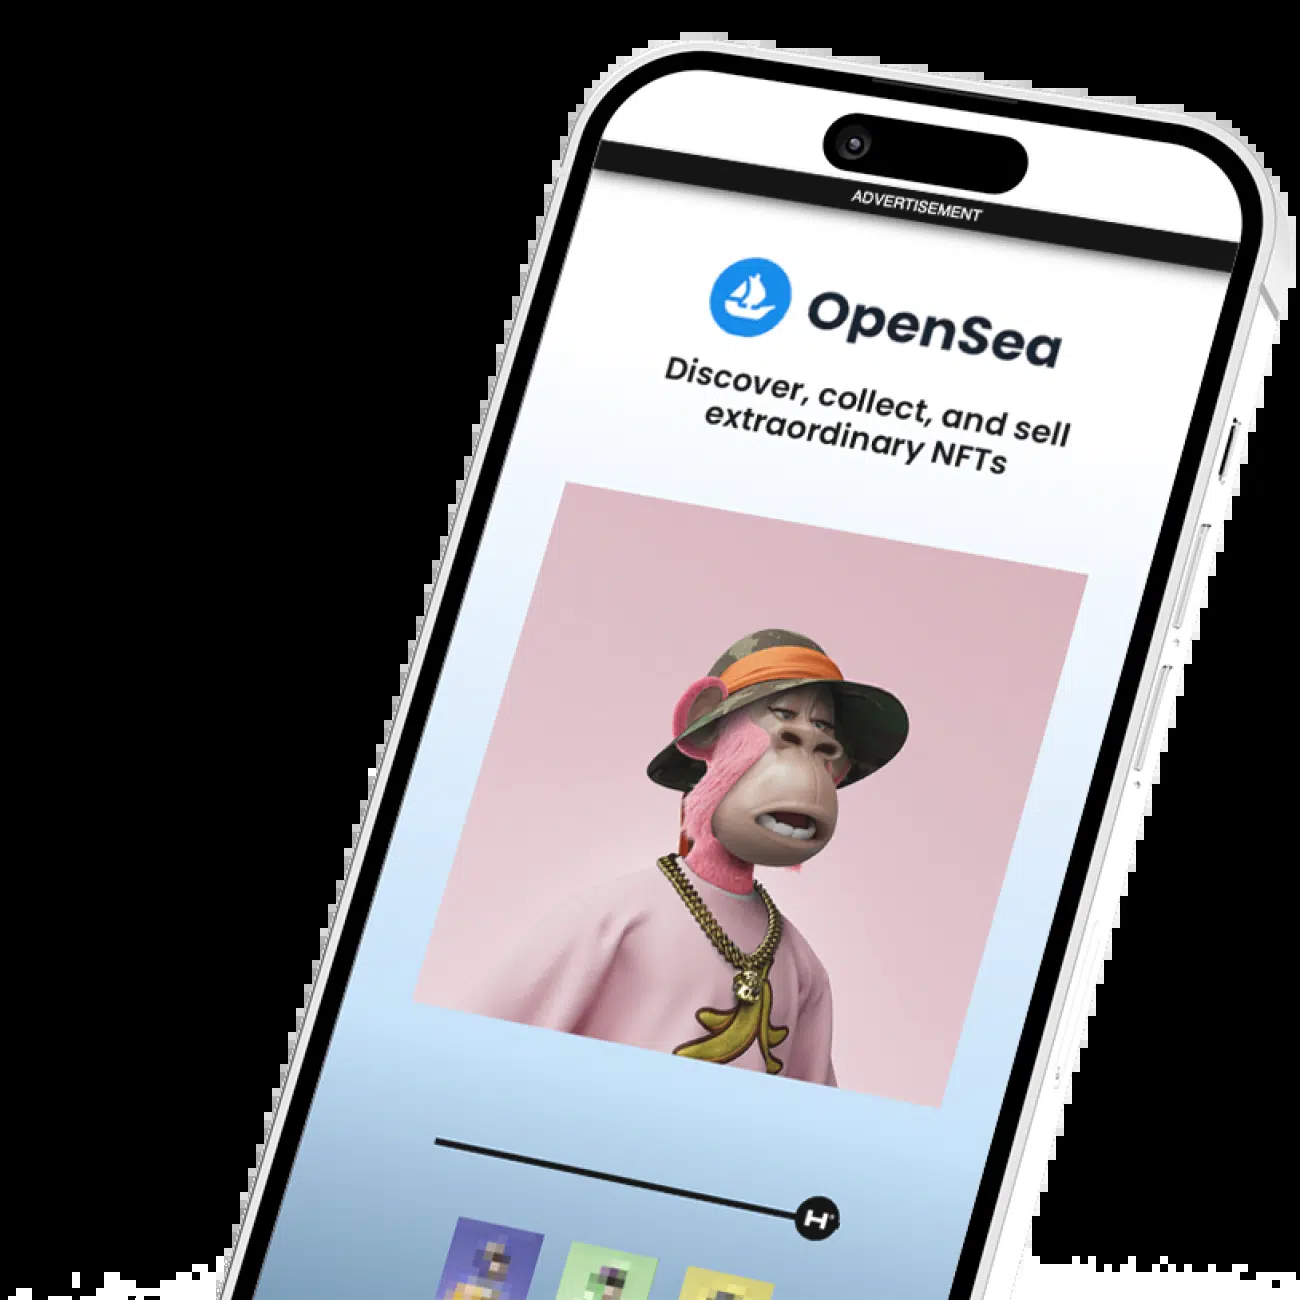 ADVERTISEMENT
OpenSea
Discover, collect, and sell
extraordinary NFTs
H